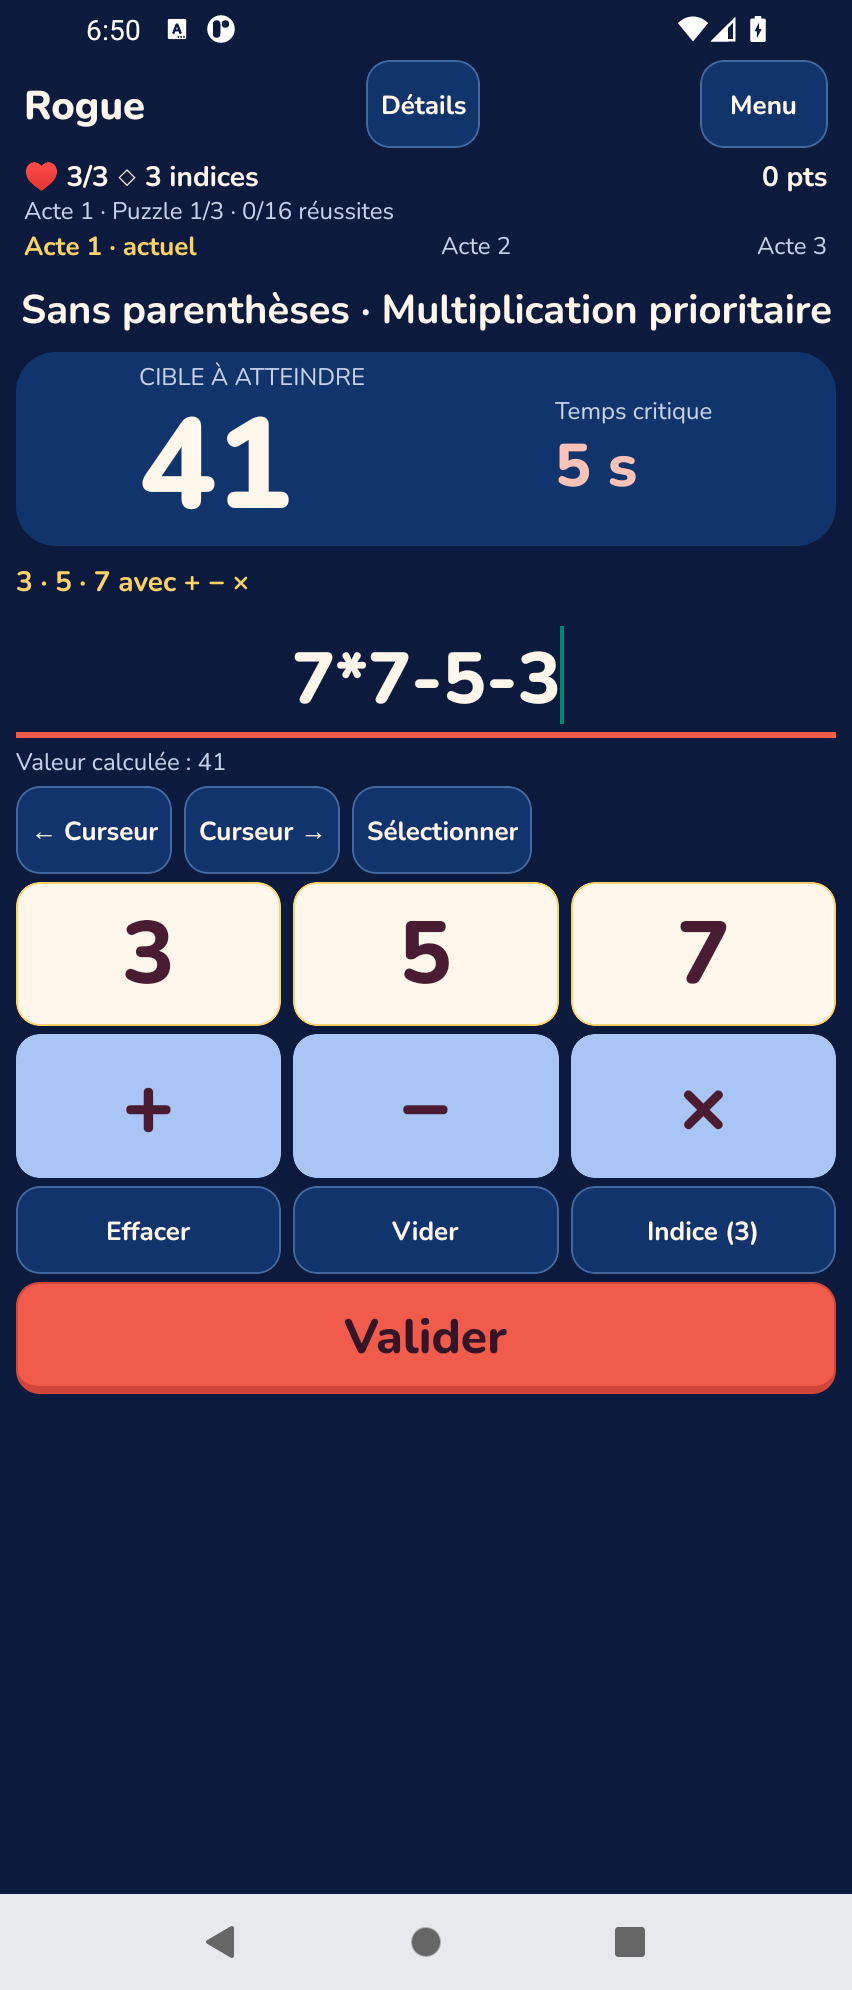 6:50
Rogue
Détails
Menu
❤️ 3/3 ◇ 3 indices
0 pts
Acte 1 · Puzzle 1/3 · 0/16 réussites
Acte 1 · actuel
Acte 2
Acte 3
Sans parenthèses · Multiplication prioritaire
CIBLE À ATTEINDRE
41
Temps critique
5 s
3 · 5 · 7 avec + − ×
7*7-5-3
Valeur calculée : 41
← Curseur
Curseur →
Sélectionner
3
5
7
+
−
×
Effacer
Vider
Indice (3)
Valider